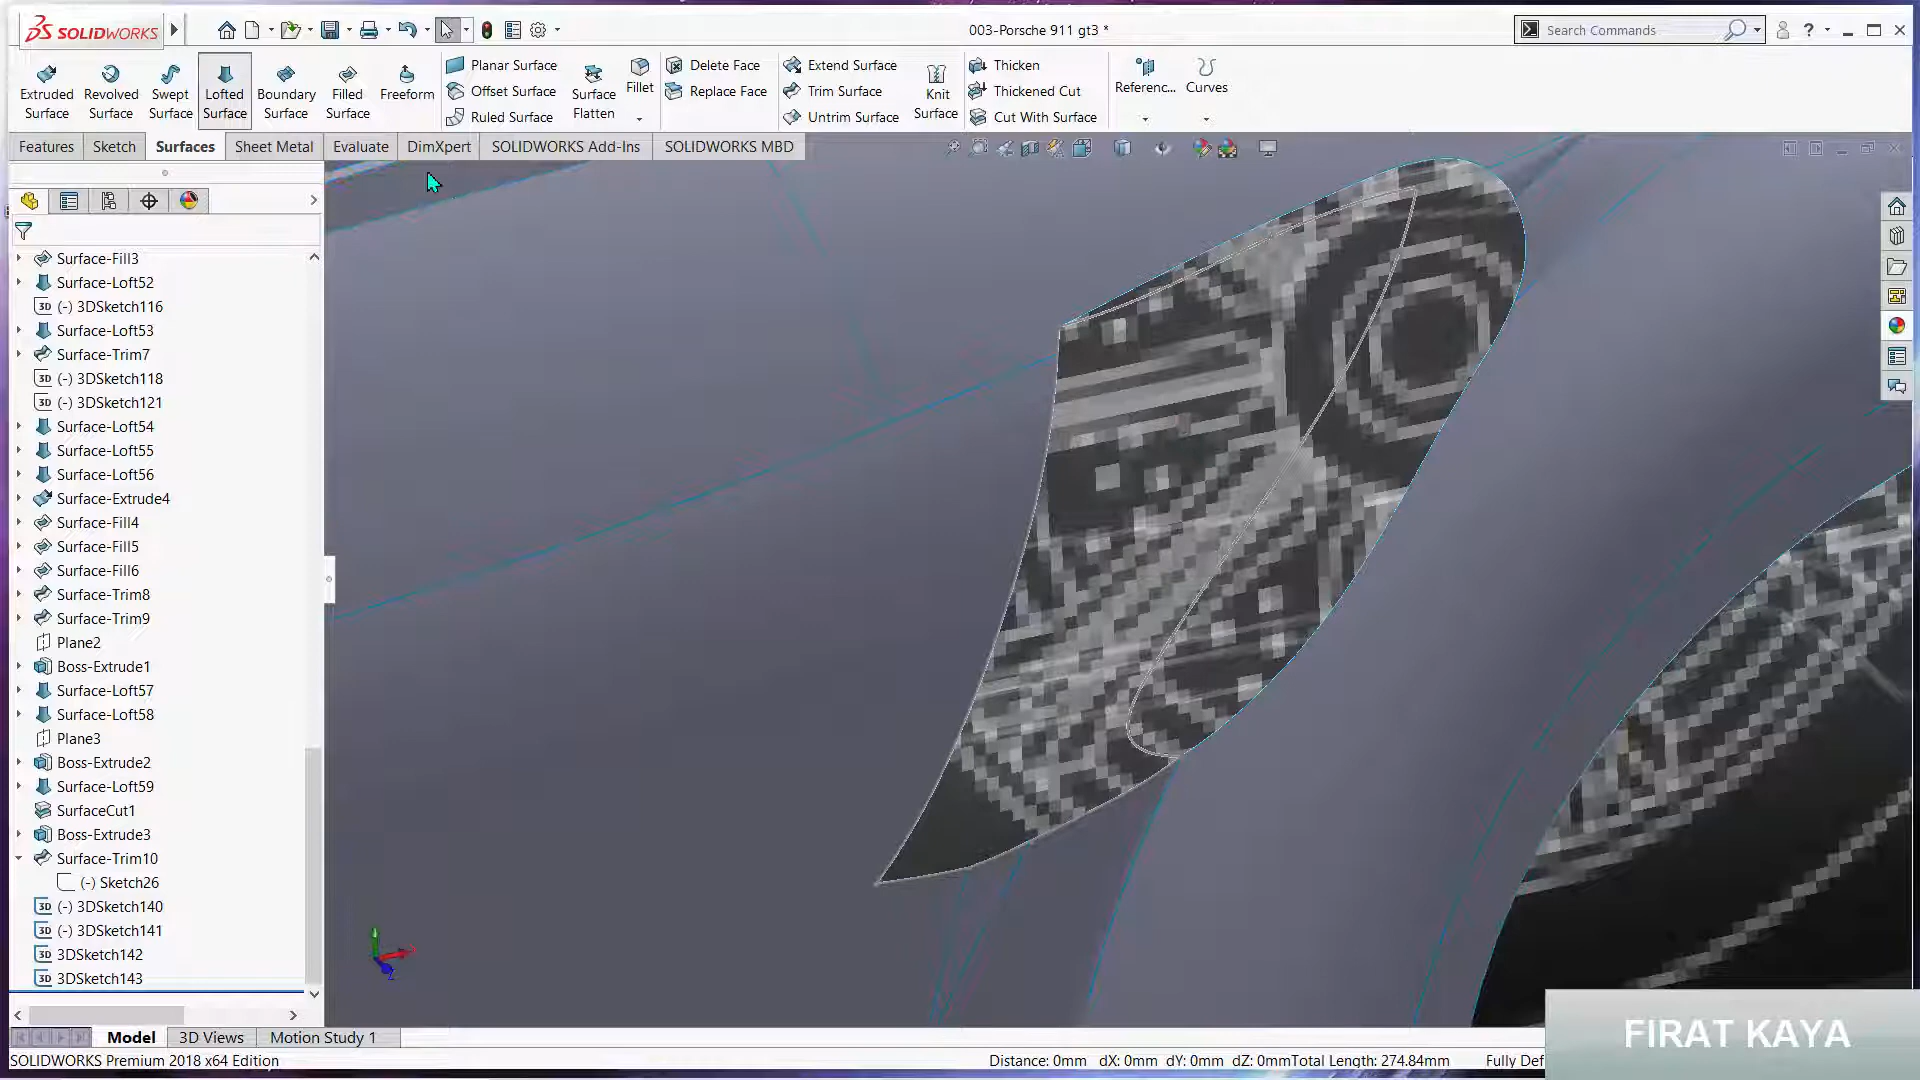 SOLIDWORKS
003-Porsche 911 gt3 *
Search Commands
Extruded Surface
Revolved Surface
Swept Surface
Lofted Surface
Boundary Surface
Filled Surface
Freeform
Planar Surface
Offset Surface
Ruled Surface
Surface Flatten
Fillet
Delete Face
Replace Face
Extend Surface
Trim Surface
Untrim Surface
Knit Surface
Thicken
Thickened Cut
Cut With Surface
Referenc...
Curves
Features
Sketch
Surfaces
Sheet Metal
Evaluate
DimXpert
SOLIDWORKS Add-Ins
SOLIDWORKS MBD
Surface-Fill3
Surface-Loft52
3D (-) 3DSketch116
Surface-Loft53
Surface-Trim7
3D (-) 3DSketch118
3D (-) 3DSketch121
Surface-Loft54
Surface-Loft55
Surface-Loft56
Surface-Extrude4
Surface-Fill4
Surface-Fill5
Surface-Fill6
Surface-Trim8
Surface-Trim9
Plane2
Boss-Extrude1
Surface-Loft57
Surface-Loft58
Plane3
Boss-Extrude2
Surface-Loft59
SurfaceCut1
Boss-Extrude3
Surface-Trim10
(-) Sketch26
3D (-) 3DSketch140
3D (-) 3DSketch141
3D 3DSketch142
3D 3DSketch143
Model
3D Views
Motion Study 1
SOLIDWORKS Premium 2018 x64 Edition
Distance: 0mm dX: 0mm dY: 0mm dZ: 0mmTotal Length: 274.84mm
Fully Def
FIRAT KAYA